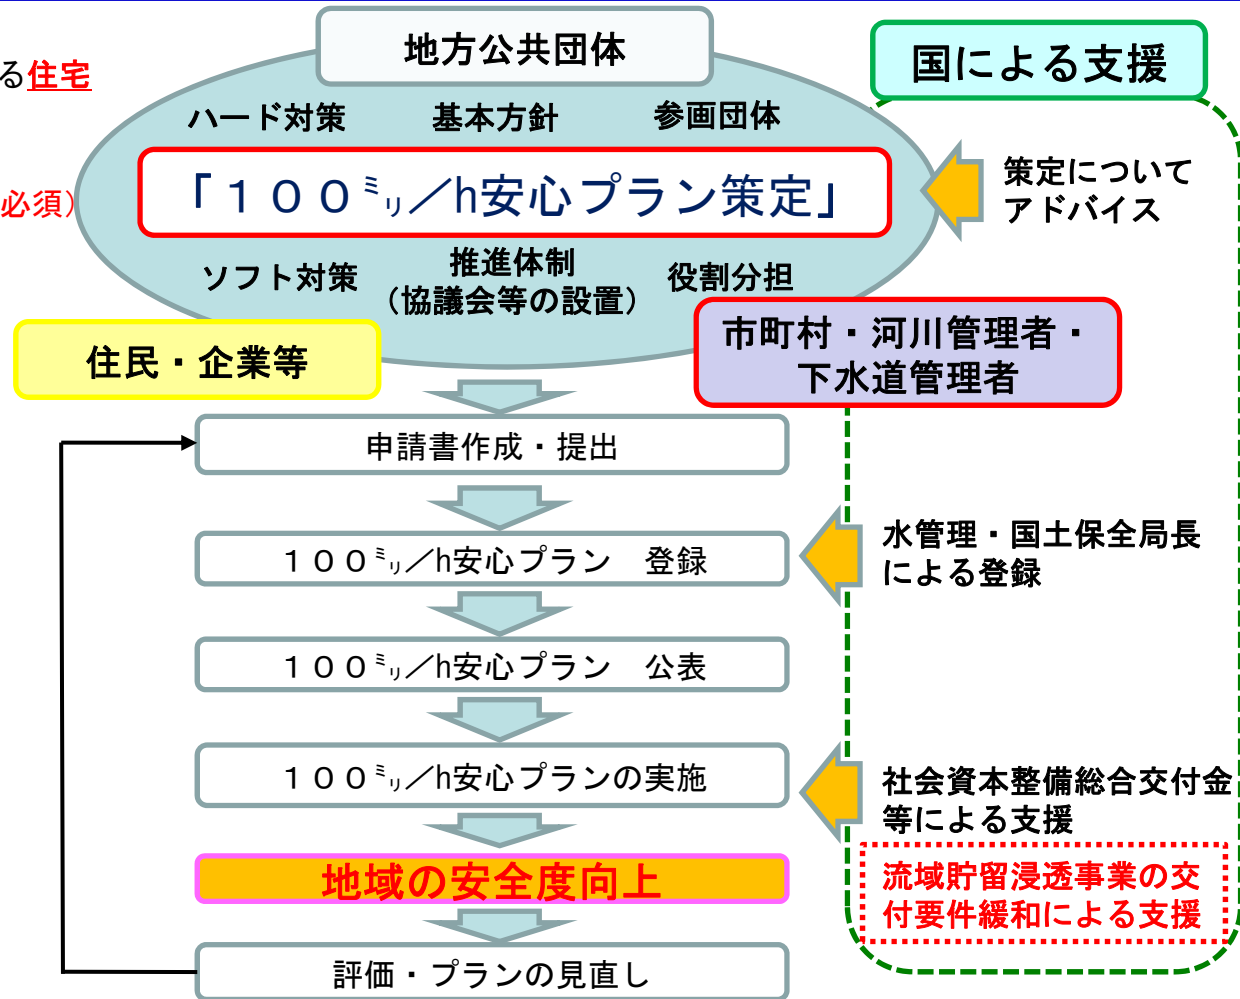 る住宅
必須）
地方公共団体
国による支援
ハード対策
基本方針
参画団体
「１００㍉／h安心プラン策定」
策定について
アドバイス
ソフト対策
推進体制
（協議会等の設置）
役割分担
住民・企業等
市町村・河川管理者・
下水道管理者
申請書作成・提出
１００㍉／h安心プラン　登録
水管理・国土保全局長
による登録
１００㍉／h安心プラン　公表
１００㍉／h安心プランの実施
社会資本整備総合交付金
等による支援
地域の安全度向上
流域貯留浸透事業の交
付要件緩和による支援
評価・プランの見直し